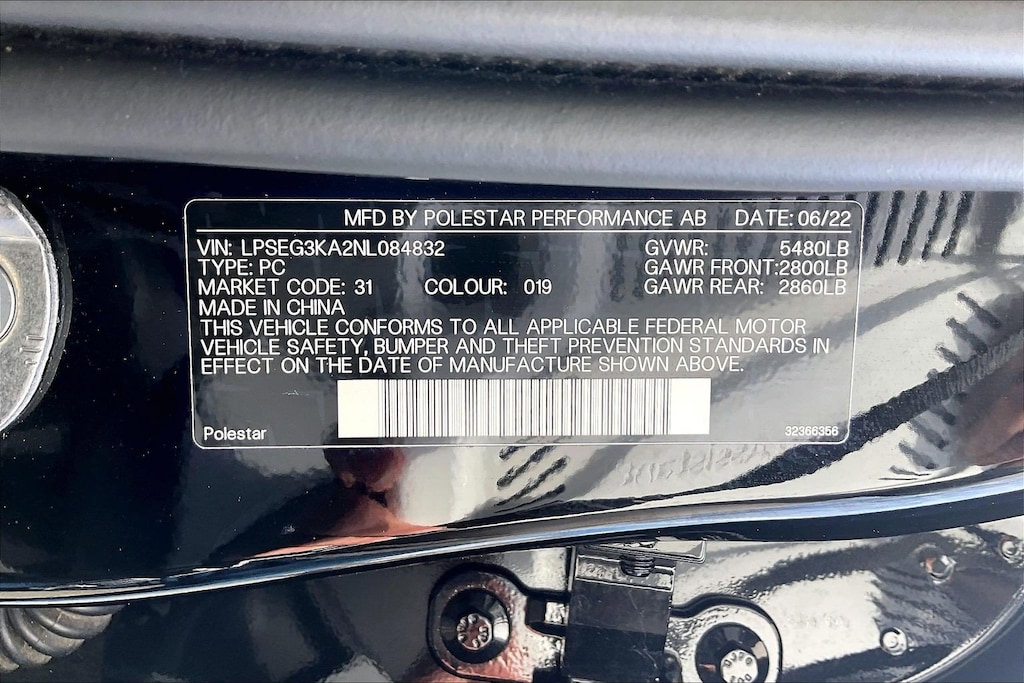 MFD BY POLESTAR PERFORMANCE AB DATE: 06/22
VIN: LPSEG3KA2NL084832 GVWR: 5480LB
TYPE: PC GAWR FRONT:2800LB
MARKET CODE: 31 COLOUR: 019 GAWR REAR: 2860LB
MADE IN CHINA
THIS VEHICLE CONFORMS TO ALL APPLICABLE FEDERAL MOTOR
VEHICLE SAFETY, BUMPER AND THEFT PREVENTION STANDARDS IN
EFFECT ON THE DATE OF MANUFACTURE SHOWN ABOVE.
Polestar 32366356